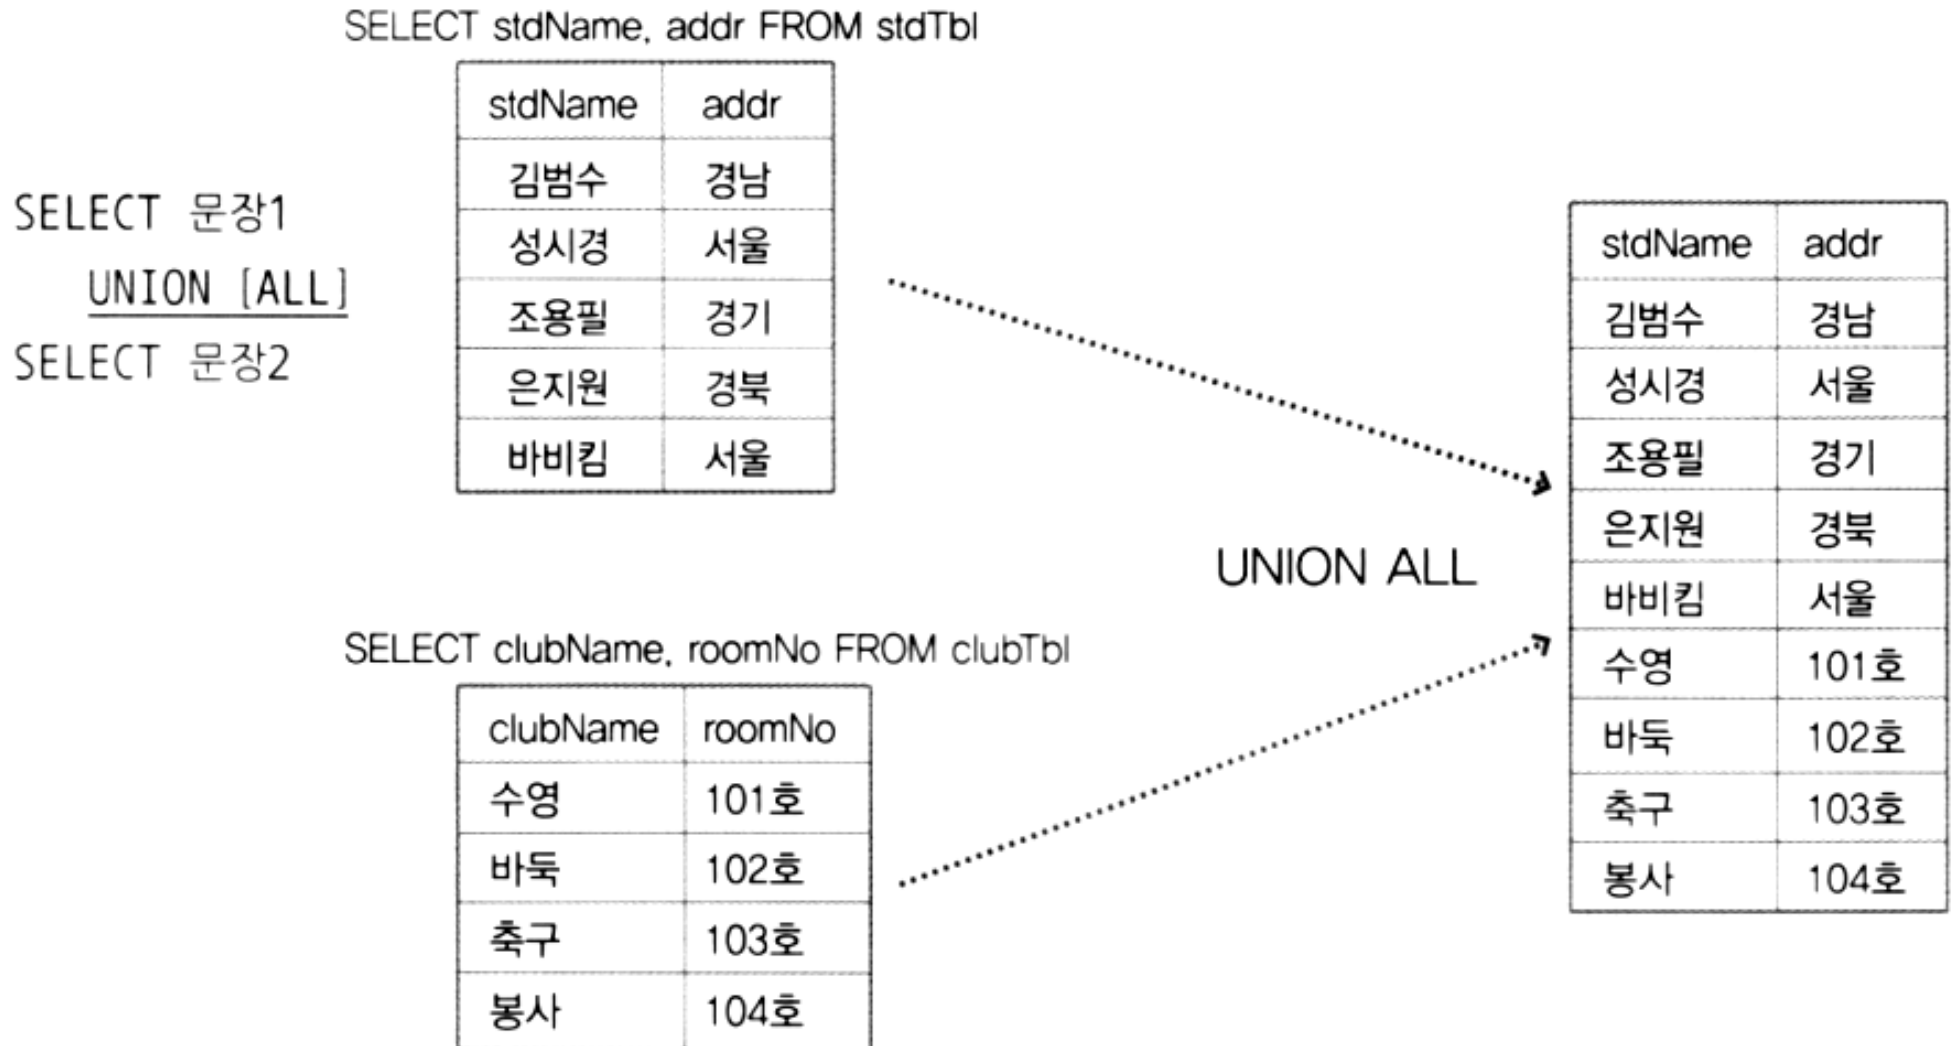 SELECT 문장1
UNION [ALL]
SELECT 문장2
SELECT stdName, addr FROM stdTbl
stdName addr
김범수 경남
성시경 서울
조용필 경기
은지원 경북
바비킴 서울
SELECT clubName, roomNo FROM clubTbl
clubName roomNo
수영 101호
바둑 102호
축구 103호
봉사 104호
UNION ALL
stdName addr
김범수 경남
성시경 서울
조용필 경기
은지원 경북
바비킴 서울
수영 101호
바둑 102호
축구 103호
봉사 104호